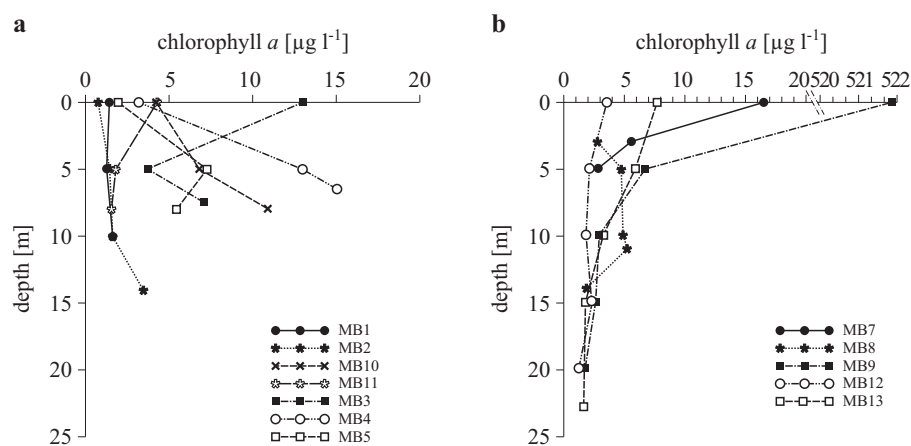 a
chlorophyll a [µg l⁻¹]
0 5 10 15 20
0
5
10
15
20
25
depth [m]
MB1
MB2
MB10
MB11
MB3
MB4
MB5
b
chlorophyll a [µg l⁻¹]
0 5 10 15 20 520 521 522
0
5
10
15
20
25
depth [m]
MB7
MB8
MB9
MB12
MB13